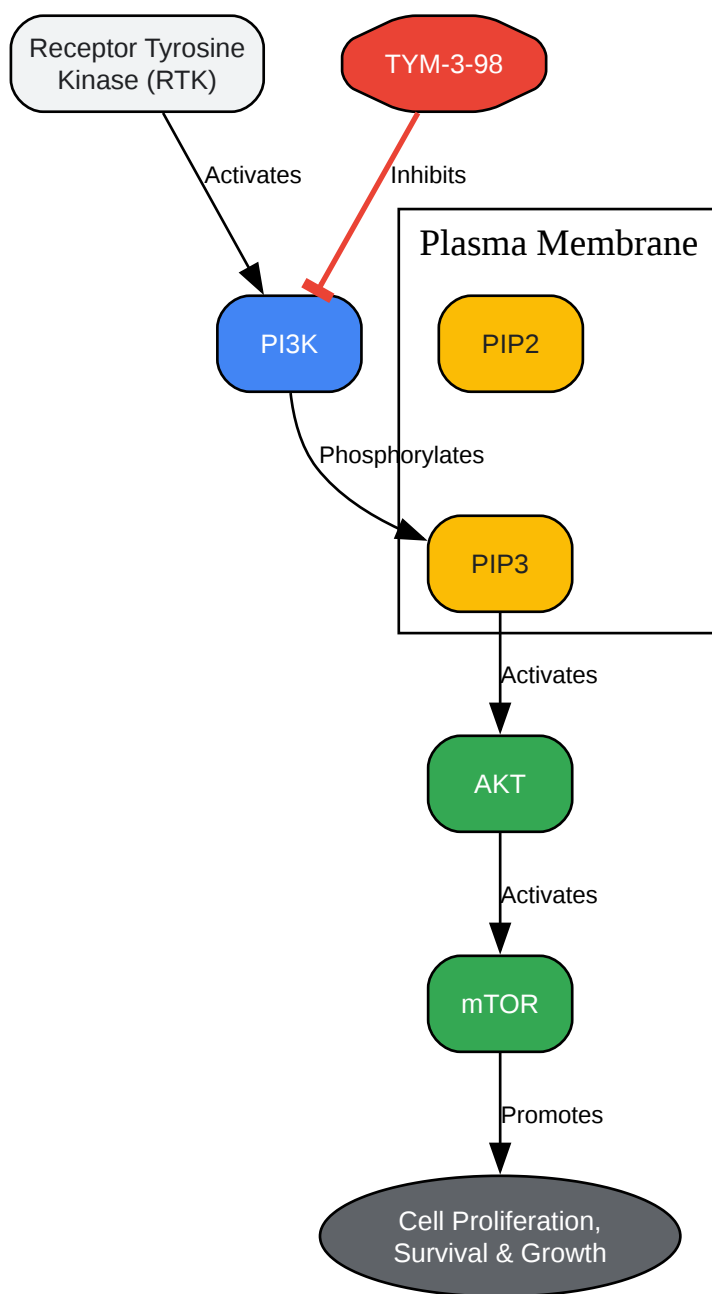 Receptor Tyrosine
Kinase (RTK)
TYM-3-98
Activates
Inhibits
Plasma Membrane
PI3K
PIP2
Phosphorylates
PIP3
Activates
AKT
Activates
mTOR
Promotes
Cell Proliferation,
Survival & Growth